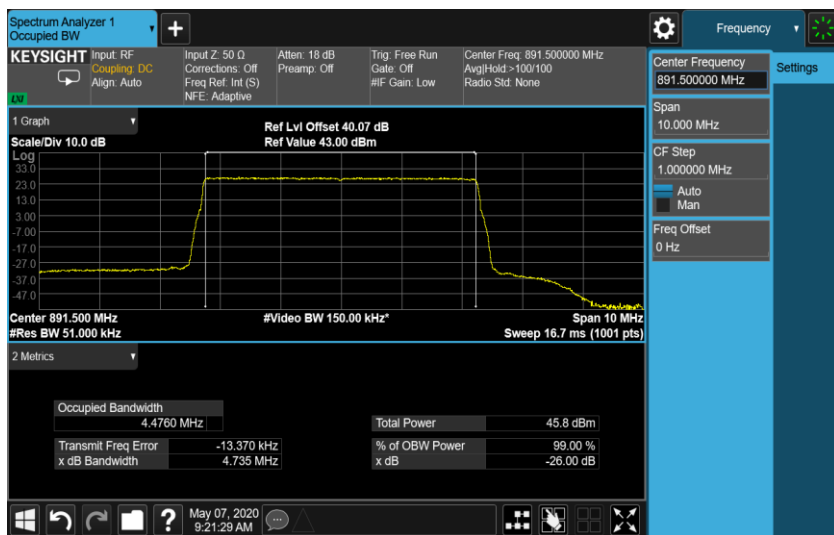 Spectrum Analyzer 1
Occupied BW
+
Frequency
KEYSIGHT
LXI
Input: RF
Coupling: DC
Align: Auto
Input Z: 50 Ω
Corrections: Off
Freq Ref: Int (S)
NFE: Adaptive
Atten: 18 dB
Preamp: Off
Trig: Free Run
Gate: Off
#IF Gain: Low
Center Freq: 891.500000 MHz
Avg|Hold:>100/100
Radio Std: None
Center Frequency
891.500000 MHz
Settings
Span
10.000 MHz
CF Step
1.000000 MHz
Auto
Man
Freq Offset
0 Hz
1 Graph
Scale/Div 10.0 dB
Ref Lvl Offset 40.07 dB
Ref Value 43.00 dBm
Log
33.0
23.0
13.0
3.00
-7.00
-17.0
-27.0
-37.0
-47.0
Center 891.500 MHz
#Video BW 150.00 kHz*
Span 10 MHz
#Res BW 51.000 kHz
Sweep 16.7 ms (1001 pts)
2 Metrics
Occupied Bandwidth
4.4760 MHz
Total Power 45.8 dBm
Transmit Freq Error -13.370 kHz
% of OBW Power 99.00 %
x dB Bandwidth 4.735 MHz
x dB -26.00 dB
?
May 07, 2020
9:21:29 AM